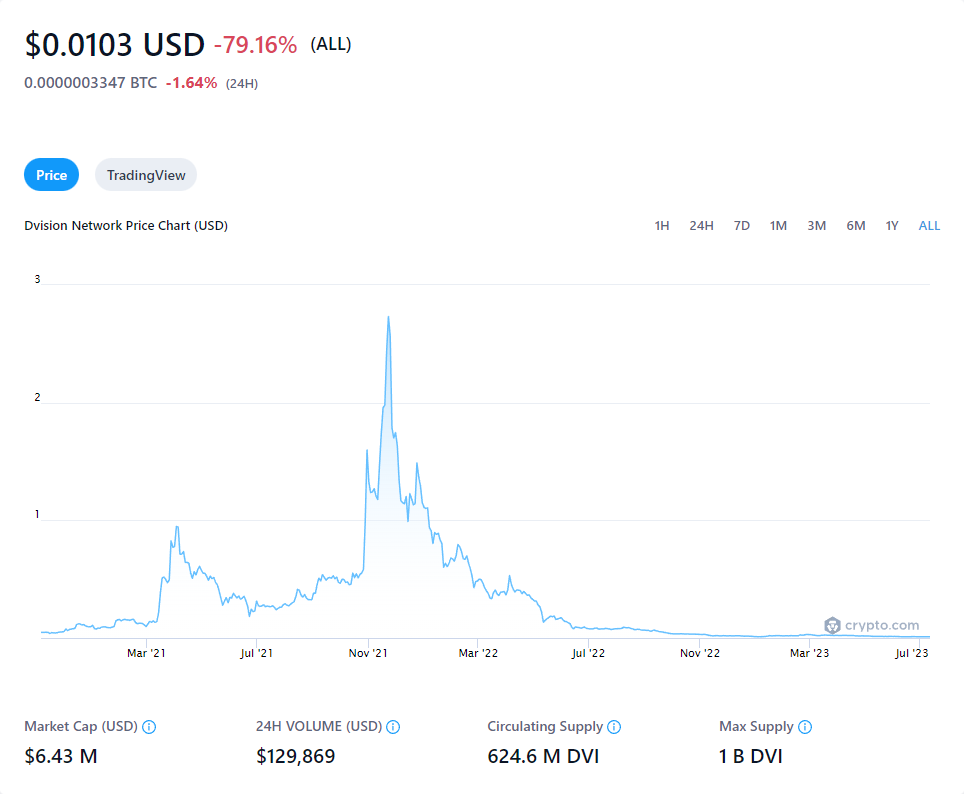 $0.0103 USD -79.16% (ALL)
0.0000003347 BTC -1.64% (24H)
Price TradingView
Dvision Network Price Chart (USD) 1H 24H 7D 1M 3M 6M 1Y ALL
3
2
1
crypto.com
Mar '21 Jul '21 Nov '21 Mar '22 Jul '22 Nov '22 Mar '23 Jul '23
Market Cap (USD) 24H VOLUME (USD) Circulating Supply Max Supply
$6.43 M $129,869 624.6 M DVI 1 B DVI